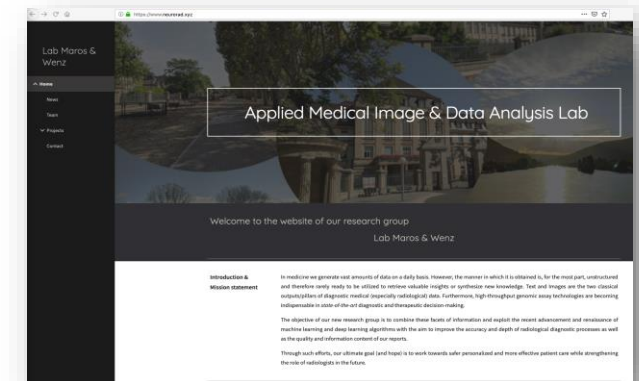 https://www.neurorad.xyz
Lab Maros &
Wenz
Home
News
Team
Projects
Contact
Applied Medical Image & Data Analysis Lab
Welcome to the website of our research group
Lab Maros & Wenz
Introduction &
Mission statement
In medicine we generate vast amounts of data on a daily basis. However, the manner in which it is obtained is, for the most part, unstructured
and therefore rarely ready to be utilized to retrieve valuable insights or synthesize new knowledge. Text and images are the two classical
outputs/pillars of diagnostic medical (especially radiological) data. Furthermore, high-throughput genomic assay technologies are becoming
indispensable in state-of-the-art diagnostic and therapeutic decision-making.
The objective of our new research group is to combine these facets of information and exploit the recent advancement and renaissance of
machine learning and deep learning algorithms with the aim to improve the accuracy and depth of radiological diagnostic processes as well
as the quality and information content of our reports.
Through such efforts, our ultimate goal (and hope) is to work towards safer personalized and more effective patient care while strengthening
the role of radiologists in the future.